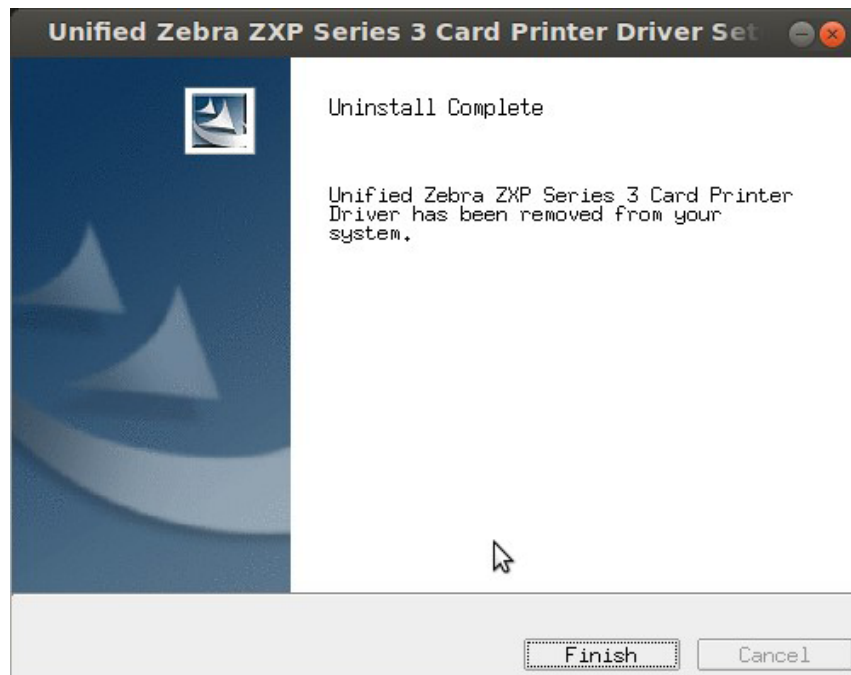 Unified Zebra ZXP Series 3 Card Printer Driver Set
Uninstall Complete
Unified Zebra ZXP Series 3 Card Printer
Driver has been removed from your
system.
Finish
Cancel